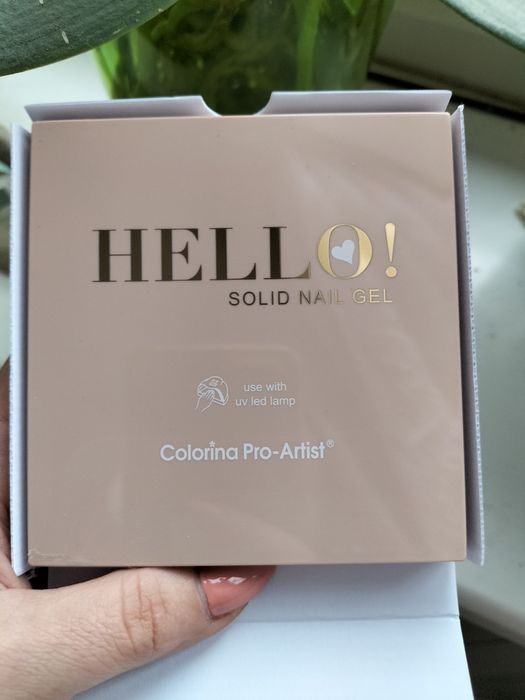 HELLO!
SOLID NAIL GEL
use with
uv led lamp
Colorina Pro-Artist®